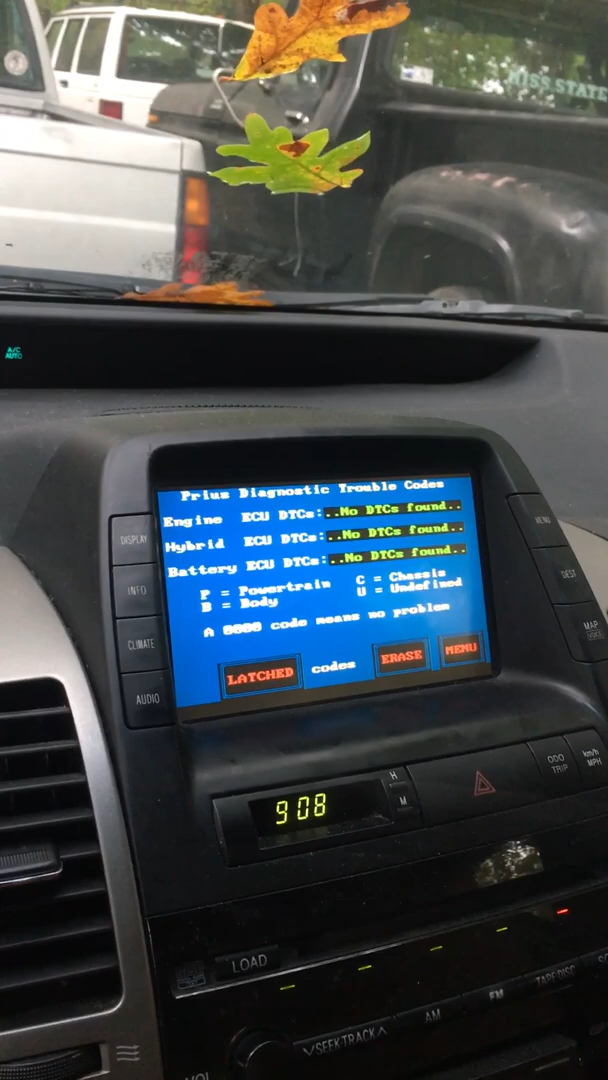 MISS.STATE
A/C
AUTO
Prius Diagnostic Trouble Codes
Engine ECU DTCs:..No DTCs found..
Hybrid ECU DTCs:..No DTCs found..
Battery ECU DTCs:..No DTCs found..
P = Powertrain C = Chassis
B = Body U = Undefined
A 0000 code means no problem
LATCHED codes ERASE MENU
DISPLAY
INFO
CLIMATE
AUDIO
MENU
DEST
MAP
VOICE
908
H
M
ODO
TRIP
km/h
MPH
LOAD
SEEK·TRACK
AM
FM
TAPE·DISC
VOL